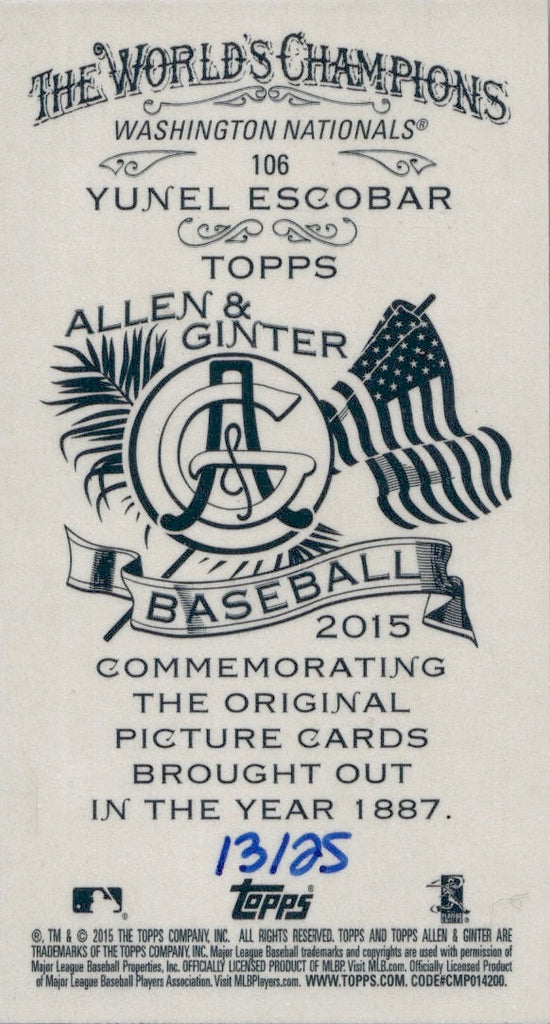 THE WORLD'S CHAMPIONS
WASHINGTON NATIONALS®
106
YUNEL ESCOBAR
TOPPS
ALLEN &
GINTER
A&G
BASEBALL
2015
COMMEMORATING
THE ORIGINAL
PICTURE CARDS
BROUGHT OUT
IN THE YEAR 1887.
13/25
topps®
PLAYERS
CHOICE
®, TM & © 2015 THE TOPPS COMPANY, INC. ALL RIGHTS RESERVED. TOPPS AND TOPPS ALLEN & GINTER ARE
TRADEMARKS OF THE TOPPS COMPANY, INC. Major League Baseball trademarks and copyrights are used with permission of
Major League Baseball Properties, Inc. OFFICIALLY LICENSED PRODUCT OF MLBP. Visit MLB.com. Officially Licensed Product
of Major League Baseball Players Association. Visit MLBPlayers.com. WWW.TOPPS.COM. CODE#CMP014200.